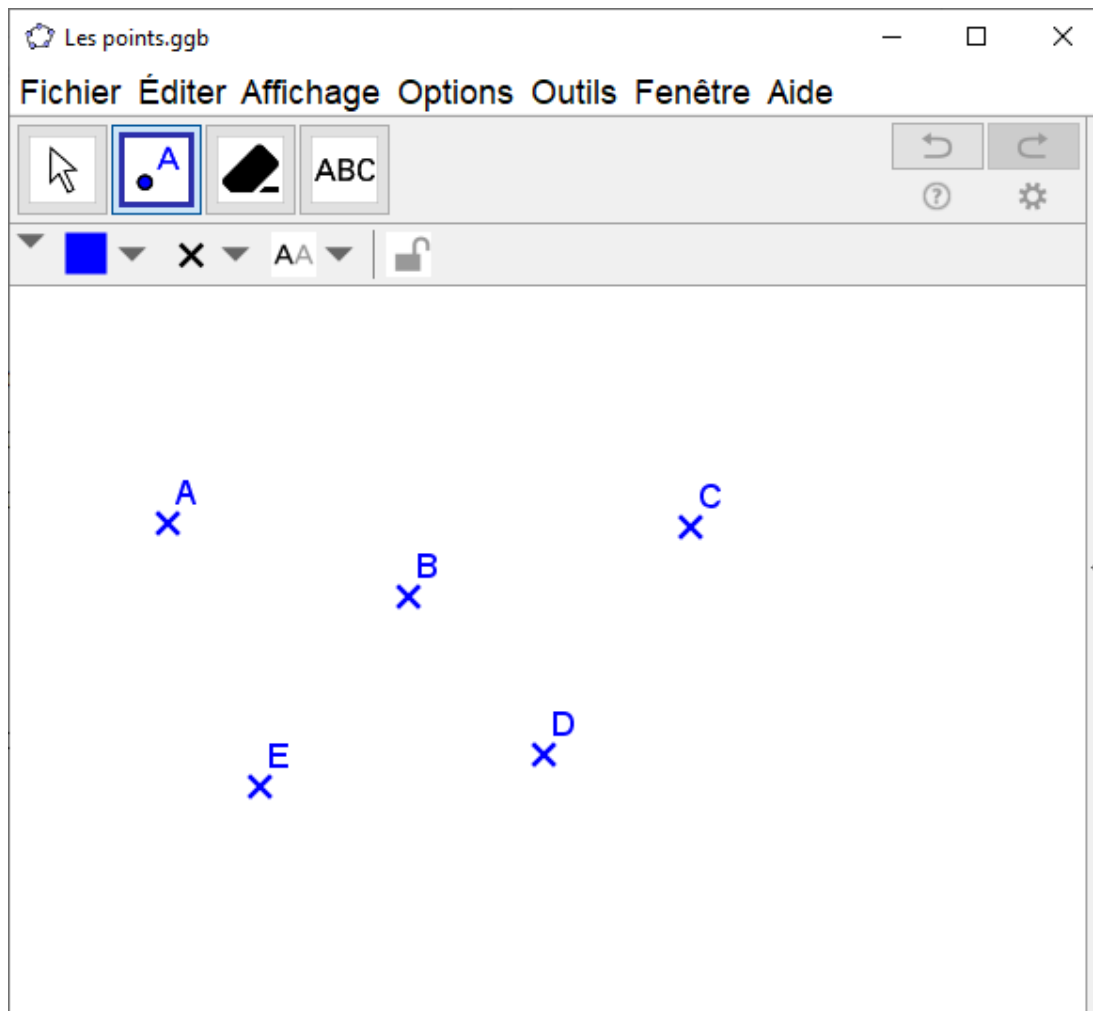 Les points.ggb
Fichier Éditer Affichage Options Outils Fenêtre Aide
A
ABC
AA
A
C
B
D
E